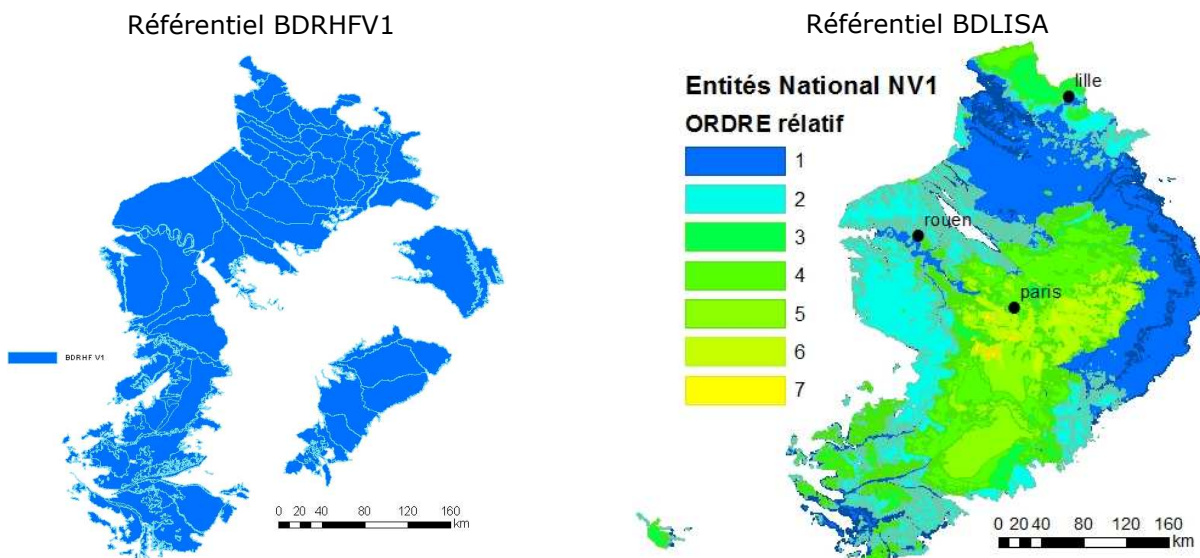 Référentiel BDRHFV1
Référentiel BDLISA
BDRHF V1
0 20 40 80 120 160
km
Entités National NV1
ORDRE rélatif
1
2
3
4
5
6
7
lille
rouen
paris
0 20 40 80 120 160
km